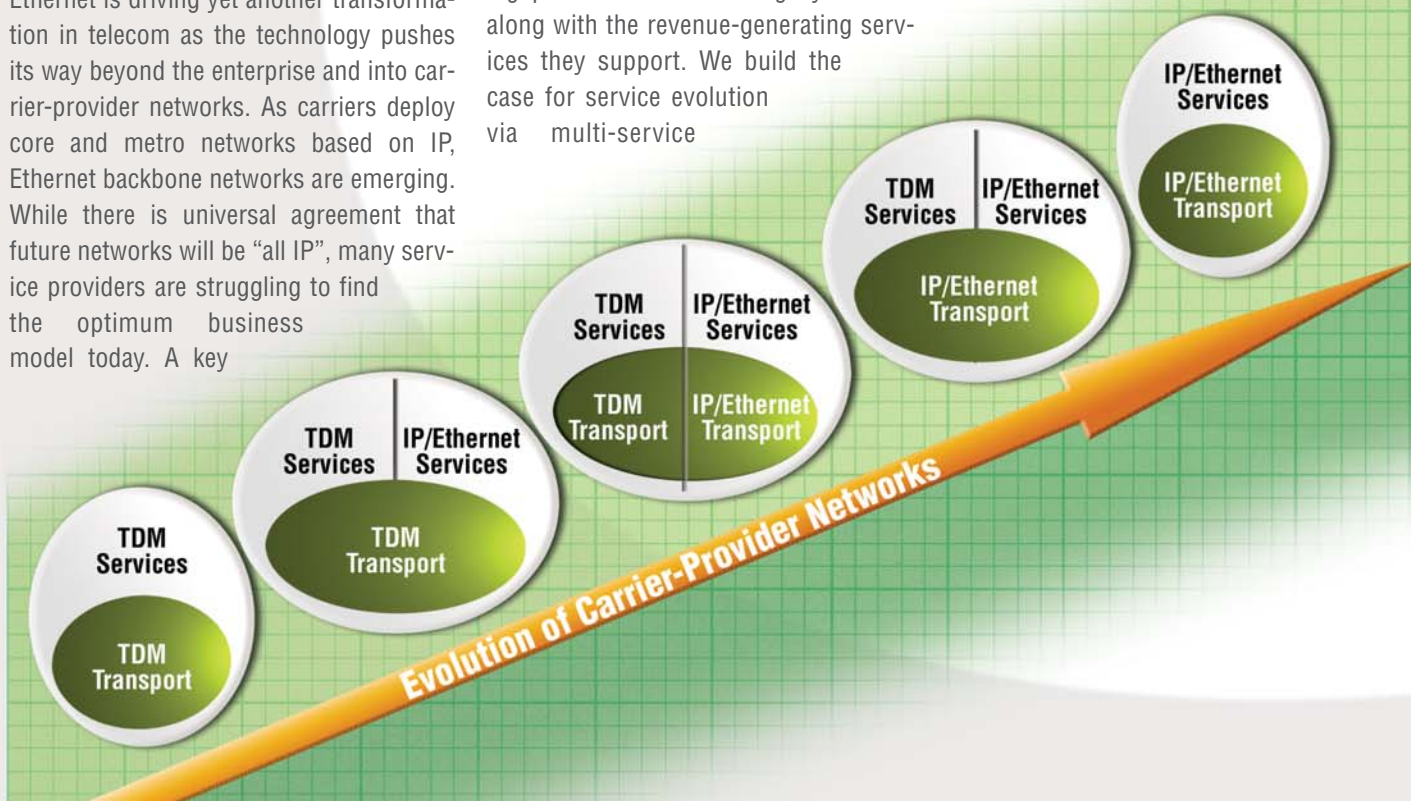 Ethernet is driving yet another transforma-
tion in telecom as the technology pushes
its way beyond the enterprise and into car-
rier-provider networks. As carriers deploy
core and metro networks based on IP,
Ethernet backbone networks are emerging.
While there is universal agreement that
future networks will be “all IP”, many serv-
ice providers are struggling to find
the optimum business
model today. A key
along with the revenue-generating serv-
ices they support. We build the
case for service evolution
via multi-service
TDM
Services
TDM
Transport
TDM
Services
IP/Ethernet
Services
TDM
Transport
TDM
Services
IP/Ethernet
Services
TDM
Transport
IP/Ethernet
Transport
TDM
Services
IP/Ethernet
Services
IP/Ethernet
Transport
IP/Ethernet
Services
IP/Ethernet
Transport
Evolution of Carrier-Provider Networks